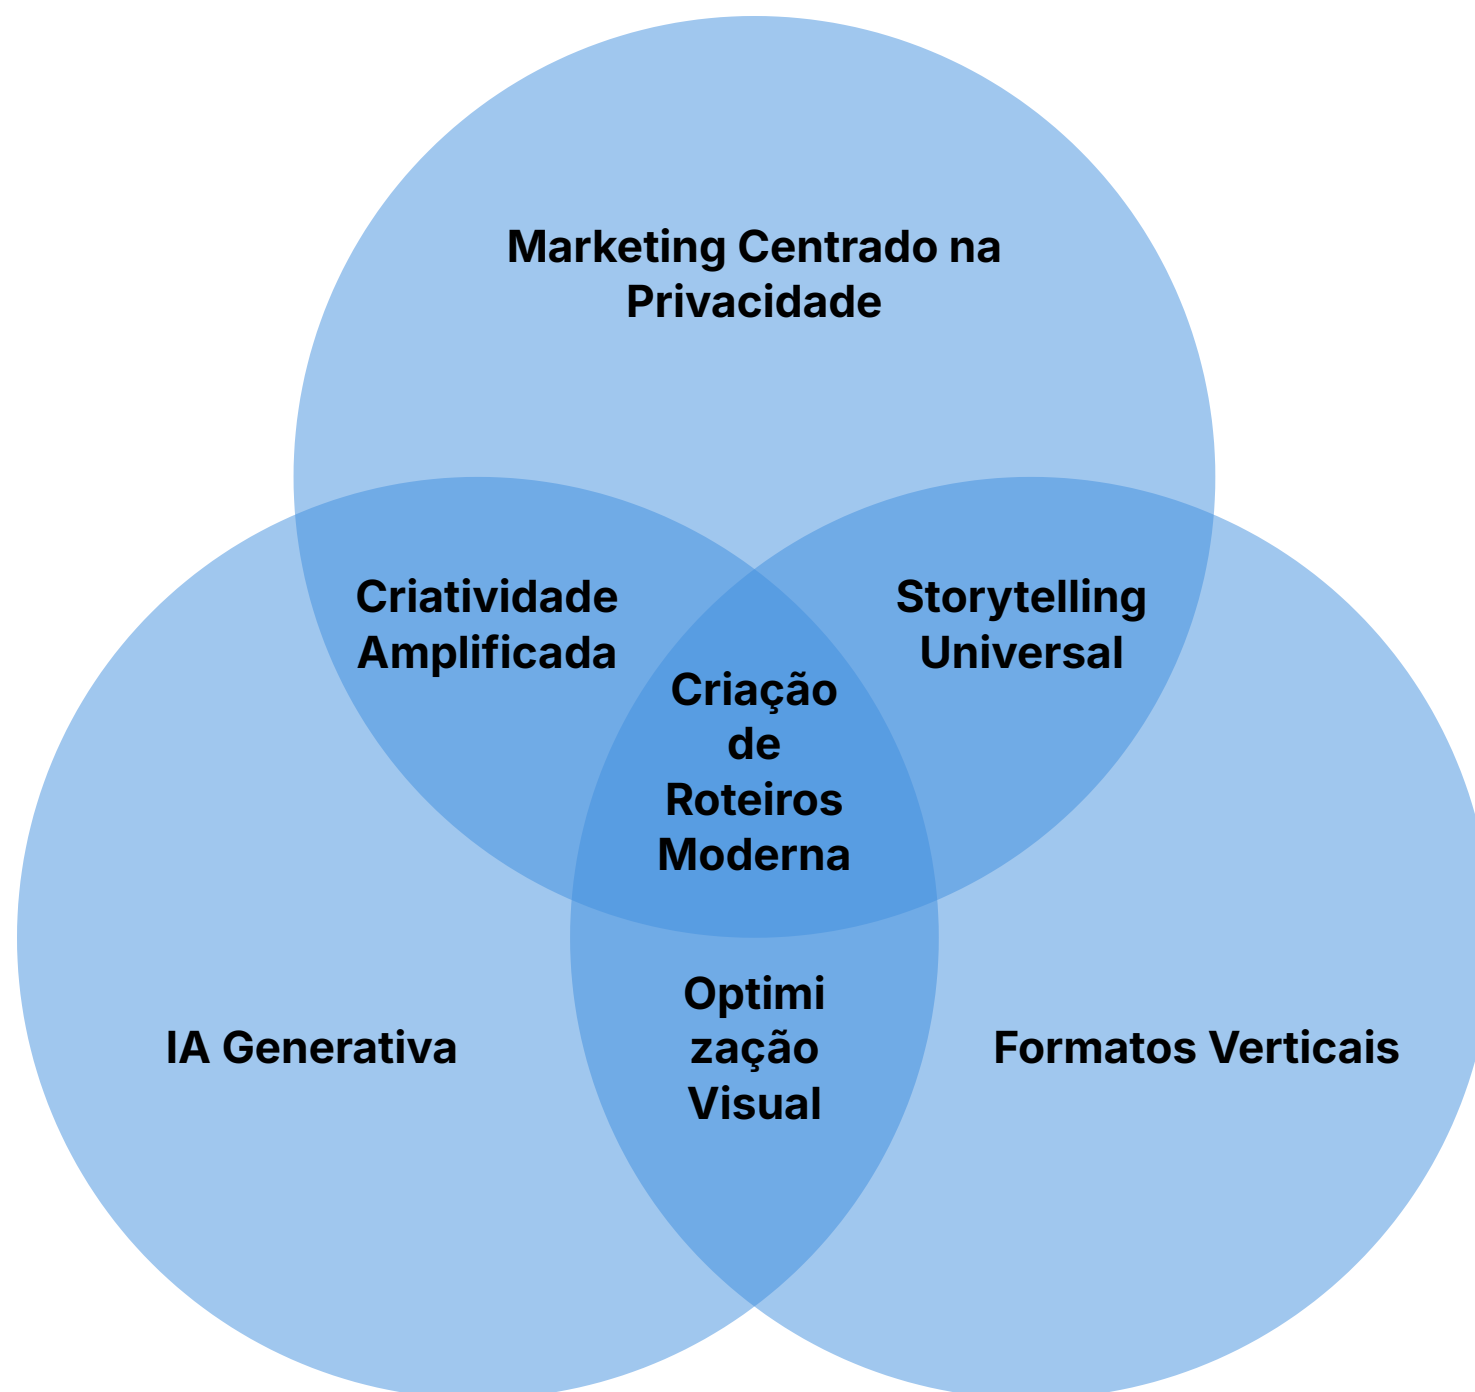 Marketing Centrado na
Privacidade
Criatividade
Amplificada
Storytelling
Universal
Criação
de
Roteiros
Moderna
IA Generativa
Optimi
zação
Visual
Formatos Verticais